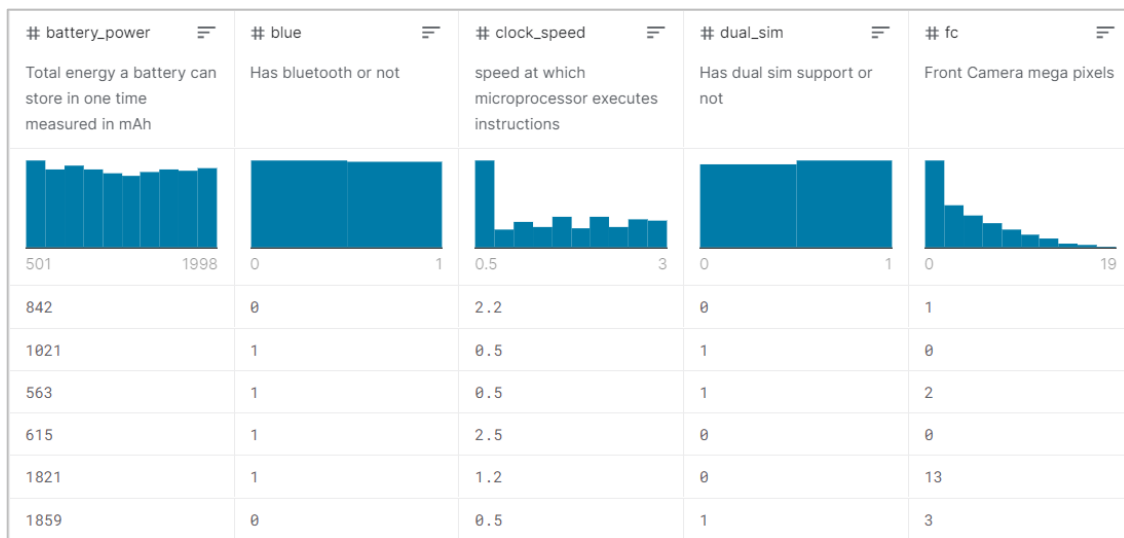 # battery_power # blue # clock_speed # dual_sim # fc
Total energy a battery can Has bluetooth or not speed at which Has dual sim support or Front Camera mega pixels
store in one time microprocessor executes not
measured in mAh instructions
501 1998 0 1 0.5 3 0 1 0 19
842 0 2.2 0 1
1021 1 0.5 1 0
563 1 0.5 1 2
615 1 2.5 0 0
1821 1 1.2 0 13
1859 0 0.5 1 3